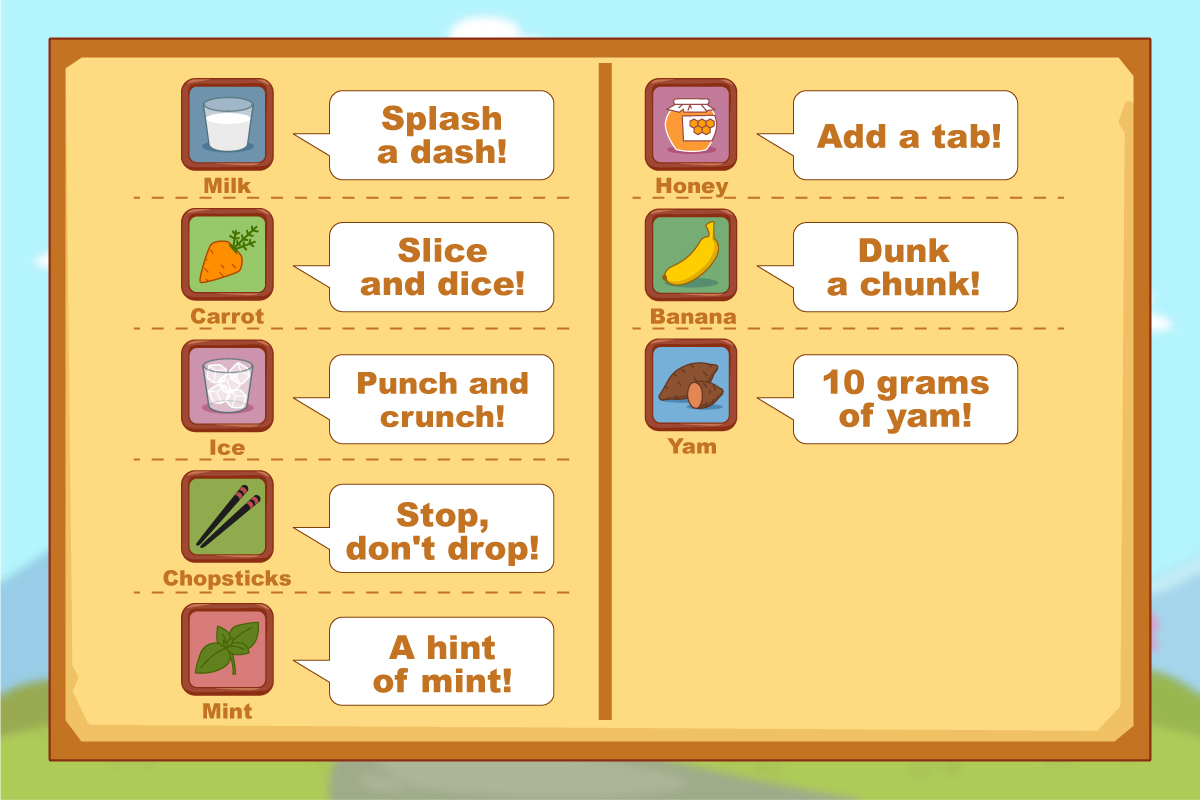 Splash
a dash!
Milk
Slice
and dice!
Carrot
Punch and
crunch!
Ice
Stop,
don't drop!
Chopsticks
A hint
of mint!
Mint
Add a tab!
Honey
Dunk
a chunk!
Banana
10 grams
of yam!
Yam